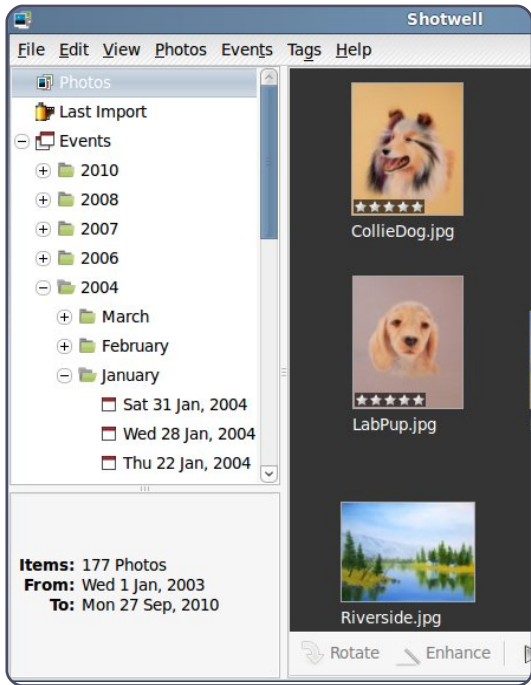 Shotwell
File Edit View Photos Events Tags Help
Photos
Last Import
Events
2010
2008
2007
2006
2004
March
February
January
Sat 31 Jan, 2004
Wed 28 Jan, 2004
Thu 22 Jan, 2004
Items: 177 Photos
From: Wed 1 Jan, 2003
To: Mon 27 Sep, 2010
CollieDog.jpg
LabPup.jpg
Riverside.jpg
Rotate Enhance